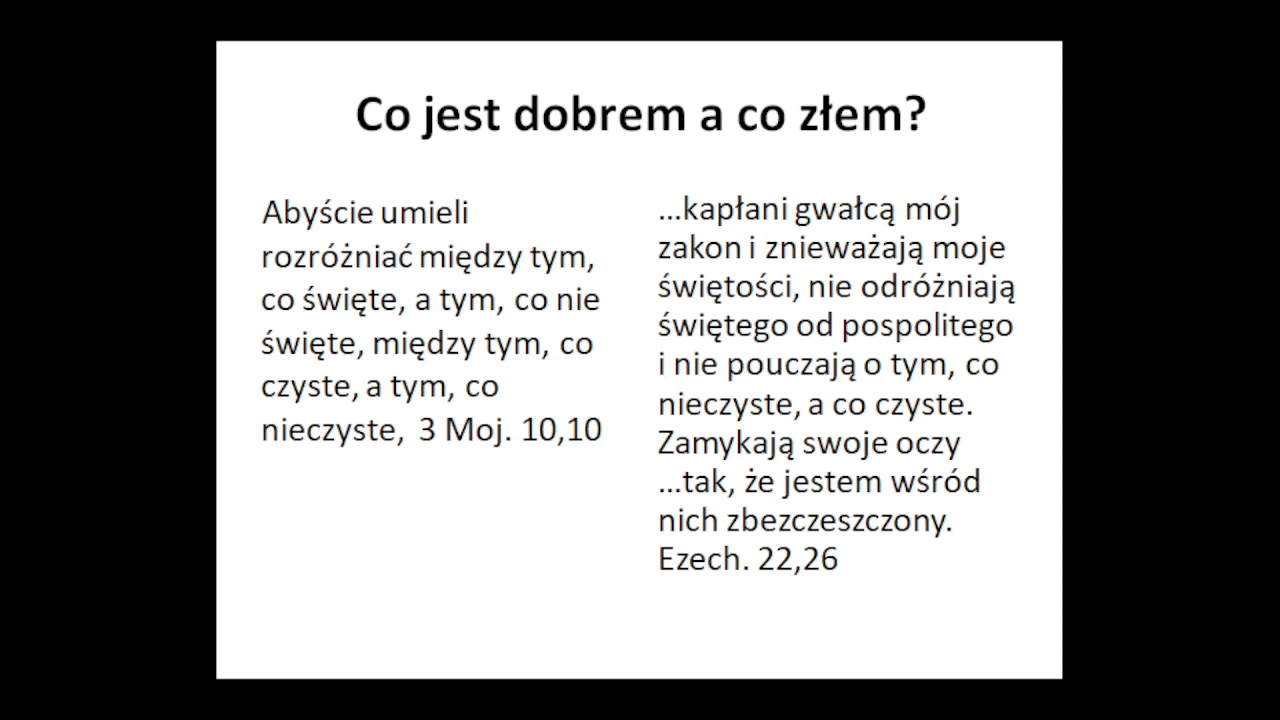 Co jest dobrem a co złem?
Abyście umieli
rozróżniać między tym,
co święte, a tym, co nie
święte, między tym, co
czyste, a tym, co
nieczyste, 3 Moj. 10,10
...kapłani gwałcą mój
zakon i znieważają moje
świętości, nie odróżniają
świętego od pospolitego
i nie pouczają o tym, co
nieczyste, a co czyste.
Zamykają swoje oczy
...tak, że jestem wśród
nich zbezczeszczony.
Ezech. 22,26